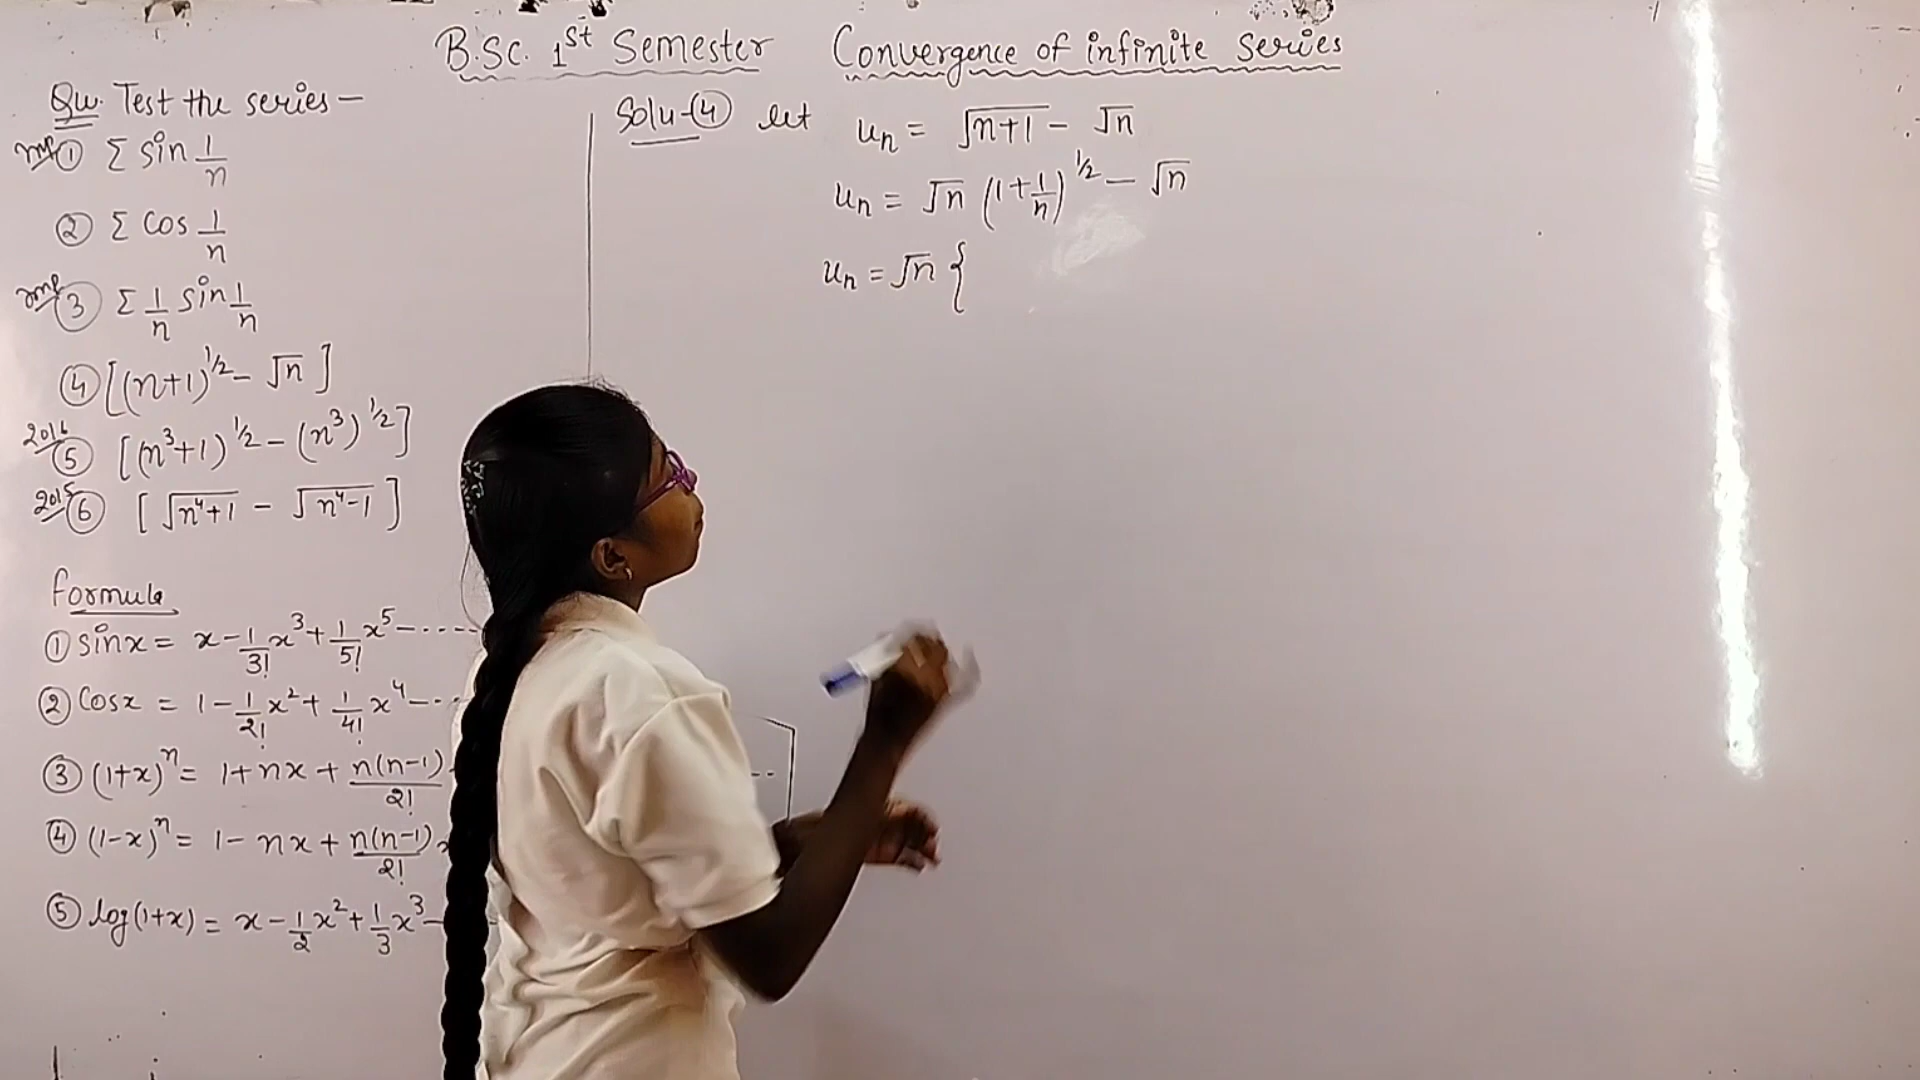 B.Sc. 1st Semester Convergence of infinite series
Qu. Test the series –
Imp ① Σ sin 1/n
② Σ cos 1/n
Imp ③ Σ 1/n sin 1/n
④ [(n+1)^1/2 – √n ]
2016 ⑤ [(n³+1)^1/2 – (n³)^1/2]
2015 ⑥ [ √(n⁴+1) – √(n⁴-1) ]
Formula
① sinx = x – 1/3! x³ + 1/5! x⁵ – ----
② Cosx = 1 – 1/2! x² + 1/4! x⁴ – --
③ (1+x)ⁿ = 1+nx + n(n-1)/2!
④ (1-x)ⁿ = 1- nx + n(n-1)/2! x
⑤ log(1+x) = x – 1/2 x² + 1/3 x³ –
Solu-④ let uₙ = √(n+1) – √n
uₙ = √n (1+1/n)^1/2 – √n
uₙ = √n {